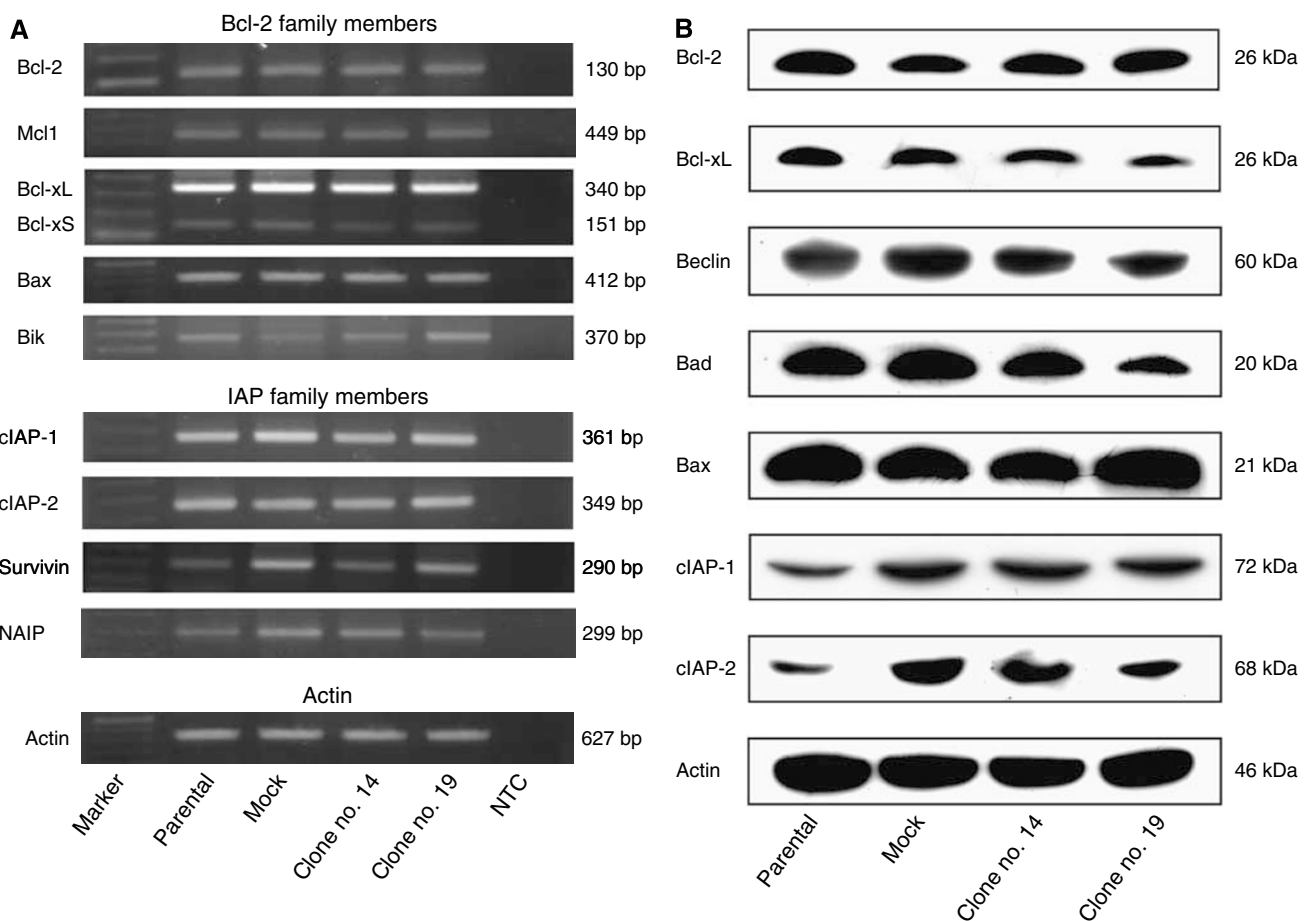 A
Bcl-2 family members
Bcl-2
130 bp
Mcl1
449 bp
Bcl-xL
340 bp
Bcl-xS
151 bp
Bax
412 bp
Bik
370 bp
IAP family members
cIAP-1
361 bp
cIAP-2
349 bp
Survivin
290 bp
NAIP
299 bp
Actin
Actin
627 bp
Marker
Parental
Mock
Clone no. 14
Clone no. 19
NTC
B
Bcl-2
26 kDa
Bcl-xL
26 kDa
Beclin
60 kDa
Bad
20 kDa
Bax
21 kDa
cIAP-1
72 kDa
cIAP-2
68 kDa
Actin
46 kDa
Parental
Mock
Clone no. 14
Clone no. 19